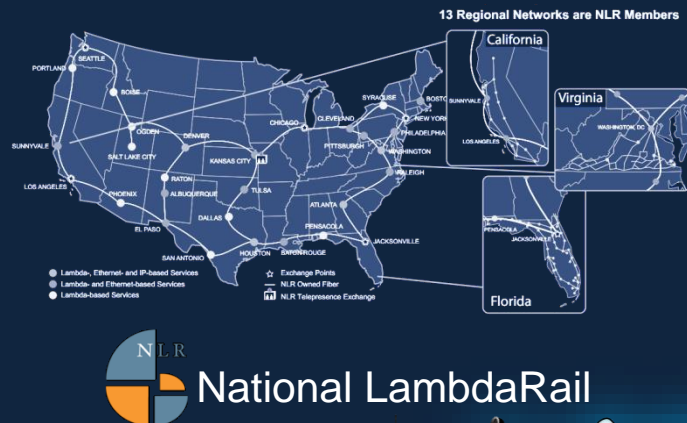 13 Regional Networks are NLR Members
California
SEATTLE
PORTLAND
BOISE
SYRACUSE
BOSTO
CHICAGO
CLEVELAND
NEW YORK
SUNNYVALE
Virginia
OGDEN
DENVER
PHILADELPHIA
WASHINGTON, DC
SUNNYVALE
KANSAS CITY
PITTSBURGH
WASHINGTON
LOS ANGELES
SALT LAKE CITY
RALEIGH
LOS ANGELES
RATON
TULSA
PHOENIX
ALBUQUERQUE
ATLANTA
DALLAS
PENSACOLA
PENSACOLA
EL PASO
JACKSONVILLE
JACKSONVILLE
SAN ANTONIO
HOUSTON
BATON ROUGE
Florida
Lambda-, Ethernet- and IP-based Services
Lambda- and Ethernet-based Services
Lambda-based Services
Exchange Points
NLR Owned Fiber
NLR Telepresence Exchange
NLR
National LambdaRail